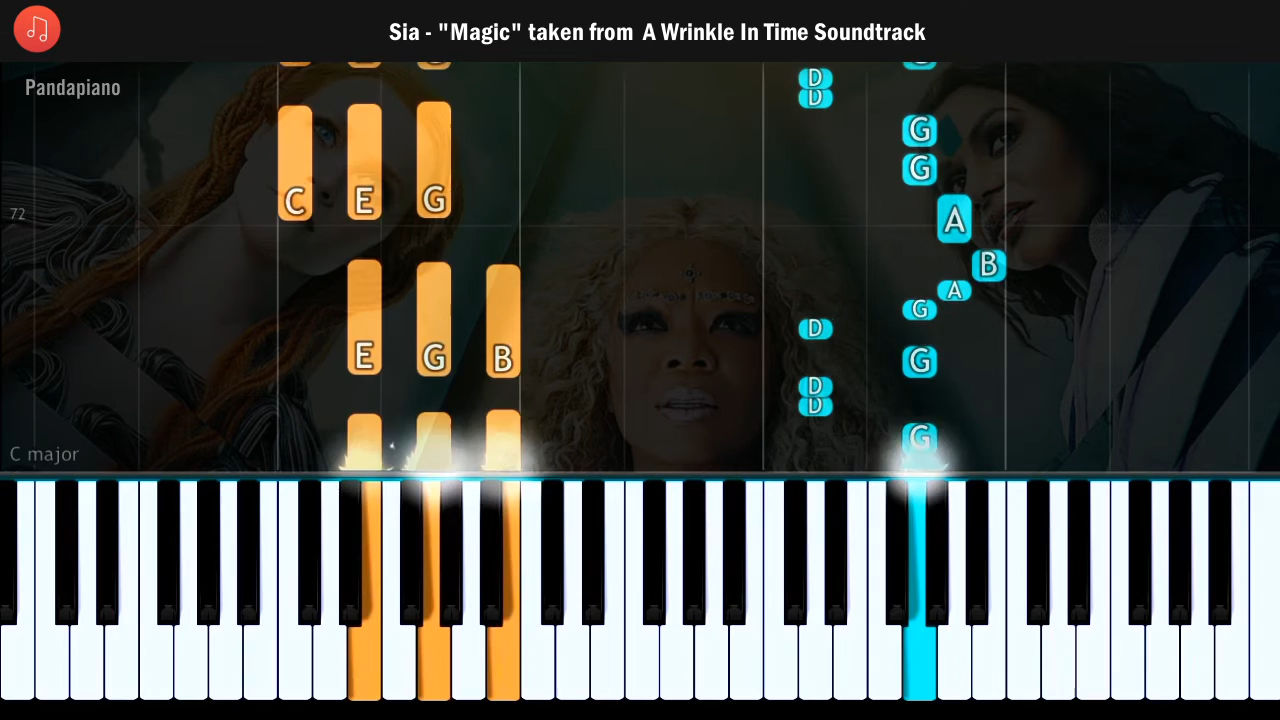 Sia - "Magic" taken from A Wrinkle In Time Soundtrack
Pandapiano
D
D
G
G
C E G
72
A
B
A
G
D
E G B
G
D
D
G
C major